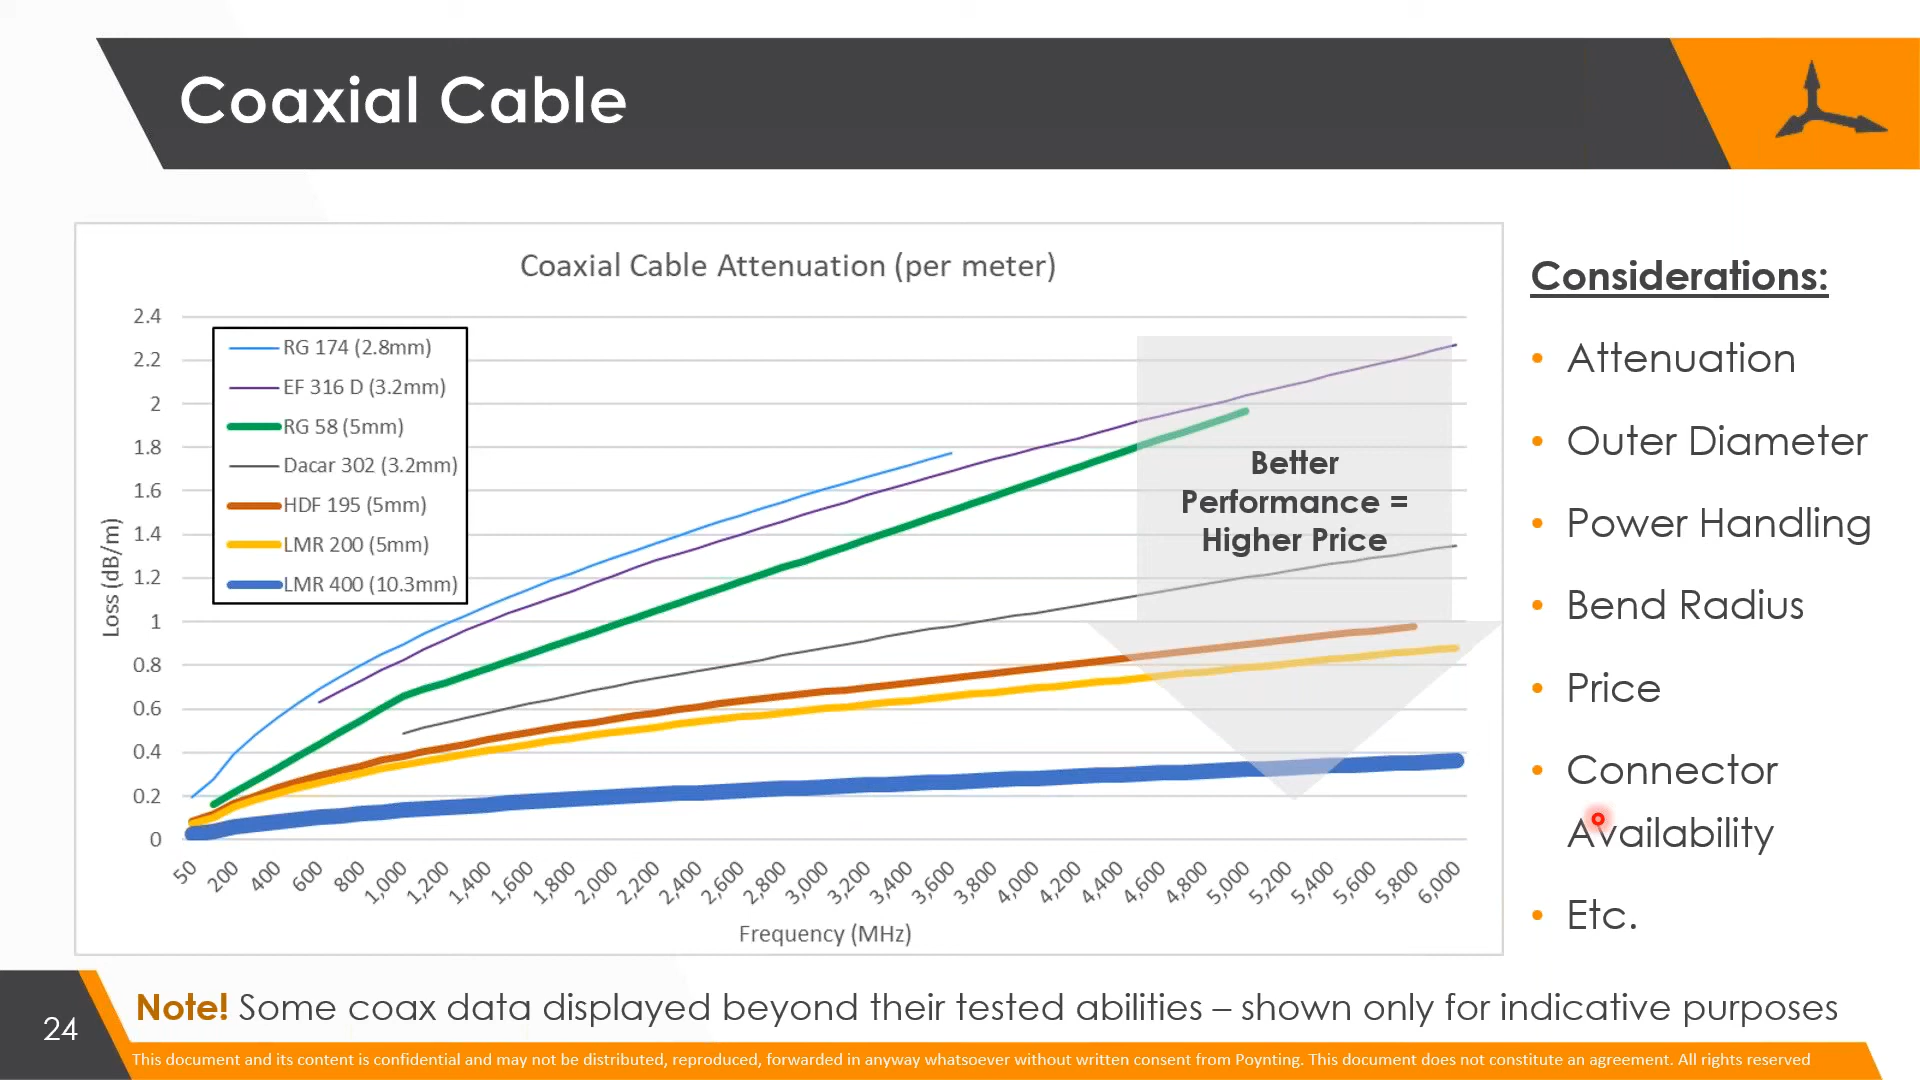 Coaxial Cable
Coaxial Cable Attenuation (per meter)
2.4
2.2
2
1.8
1.6
1.4
1.2
1
0.8
0.6
0.4
0.2
0
Loss (dB/m)
RG 174 (2.8mm)
EF 316 D (3.2mm)
RG 58 (5mm)
Dacar 302 (3.2mm)
HDF 195 (5mm)
LMR 200 (5mm)
LMR 400 (10.3mm)
Better
Performance =
Higher Price
50 200 400 600 800 1,000 1,200 1,400 1,600 1,800 2,000 2,200 2,400 2,600 2,800 3,000 3,200 3,400 3,600 3,800 4,000 4,200 4,400 4,600 4,800 5,000 5,200 5,400 5,600 5,800 6,000
Frequency (MHz)
Considerations:
• Attenuation
• Outer Diameter
• Power Handling
• Bend Radius
• Price
• Connector
Availability
• Etc.
Note! Some coax data displayed beyond their tested abilities – shown only for indicative purposes
24
This document and its content is confidential and may not be distributed, reproduced, forwarded in anyway whatsoever without written consent from Poynting. This document does not constitute an agreement. All rights reserved